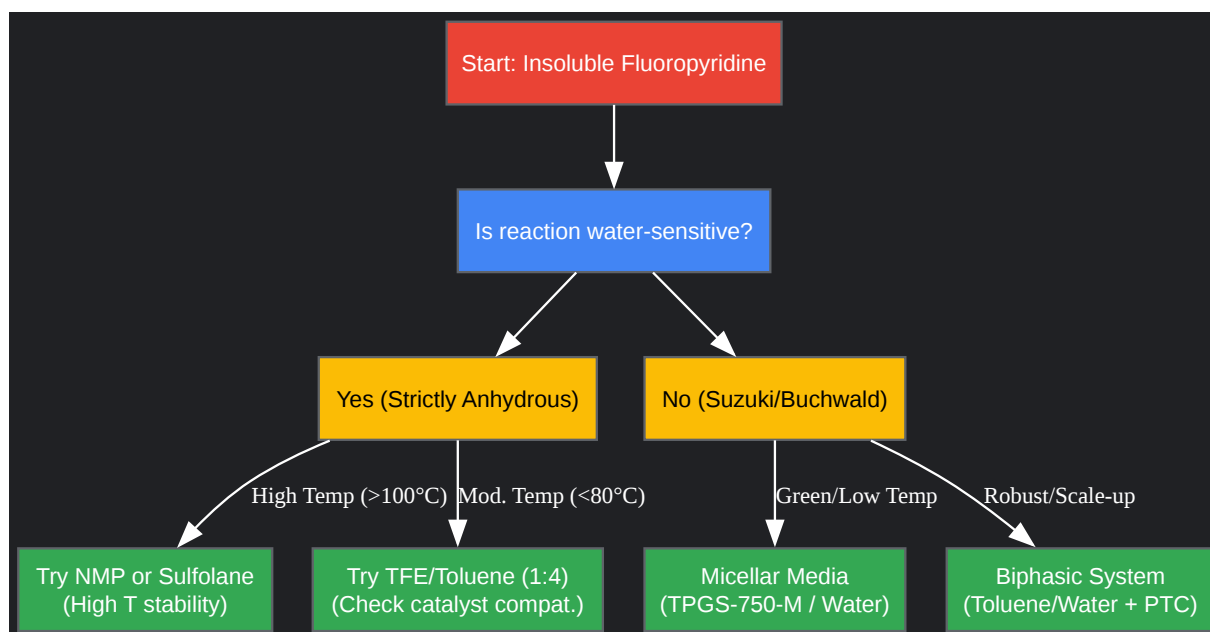 Start: Insoluble Fluoropyridine
Is reaction water-sensitive?
Yes (Strictly Anhydrous)
No (Suzuki/Buchwald)
High Temp (>100°C)
Mod. Temp (<80°C)
Green/Low Temp
Robust/Scale-up
Try NMP or Sulfolane
(High T stability)
Try TFE/Toluene (1:4)
(Check catalyst compat.)
Micellar Media
(TPGS-750-M / Water)
Biphasic System
(Toluene/Water + PTC)